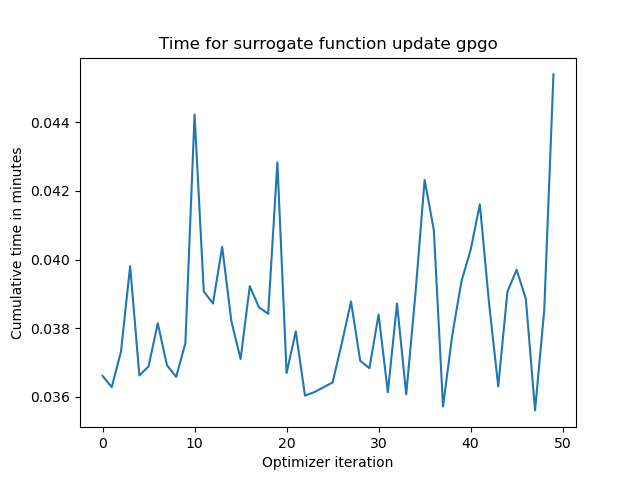 Time for surrogate function update gpgo
Cumulative time in minutes
0.044
0.042
0.040
0.038
0.036
0 10 20 30 40 50
Optimizer iteration